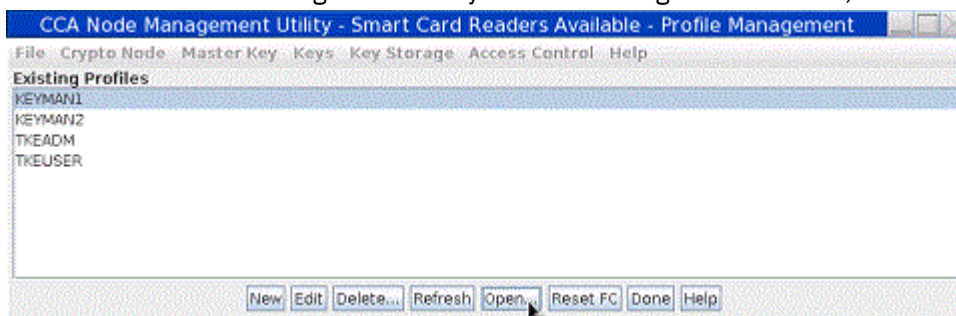 CCA Node Management Utility - Smart Card Readers Available - Profile Management
File Crypto Node Master Key Keys Key Storage Access Control Help
Existing Profiles
KEYMAN1
KEYMAN2
TKEADM
TKEUSER
New Edit Delete... Refresh Open... Reset FC Done Help